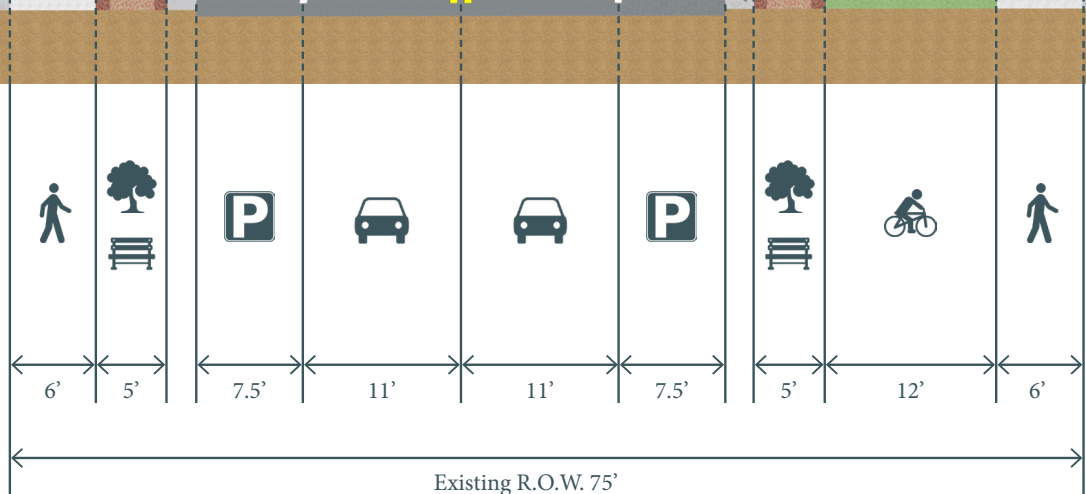 P P
6’ 5’ 7.5’ 11’ 11’ 7.5’ 5’ 12’ 6’
Existing R.O.W. 75’